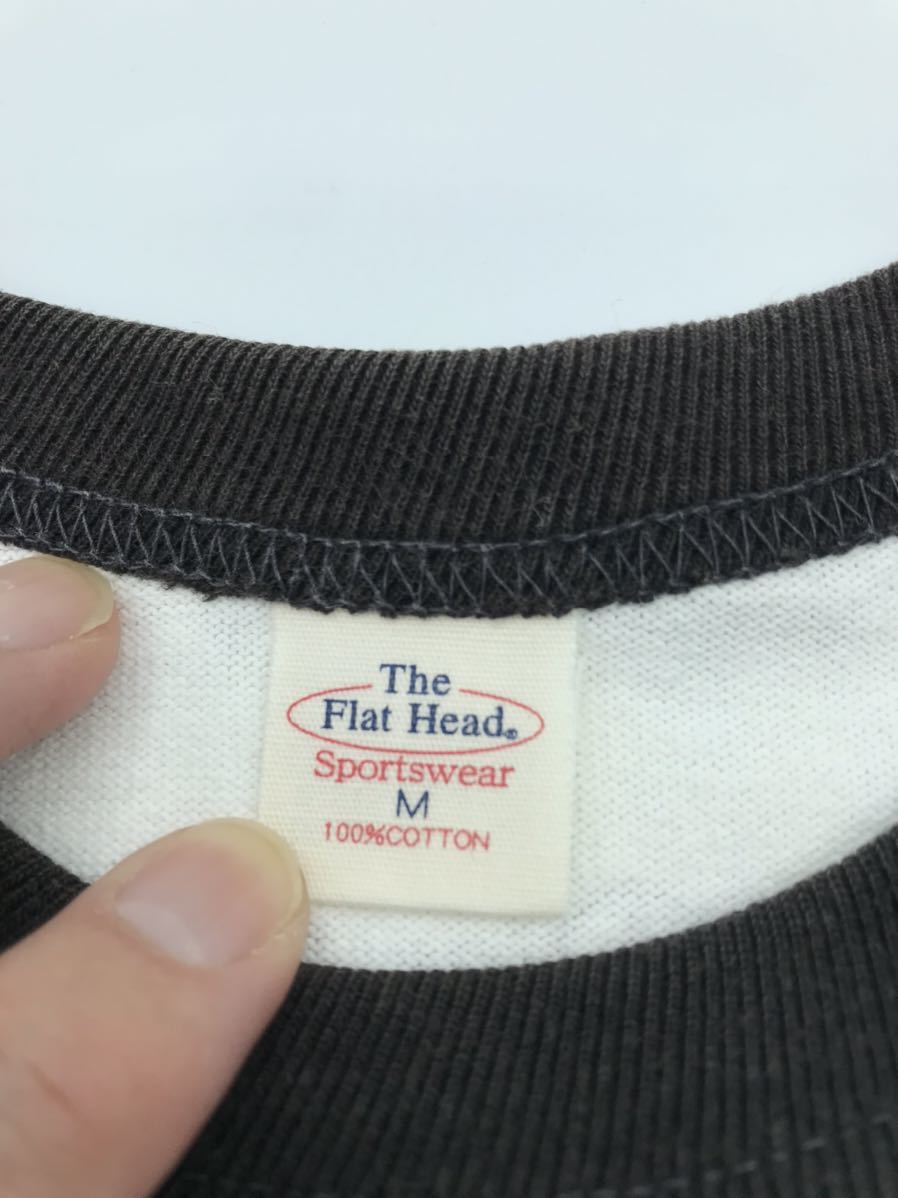 The
Flat Head®
Sportswear
M
100%COTTON